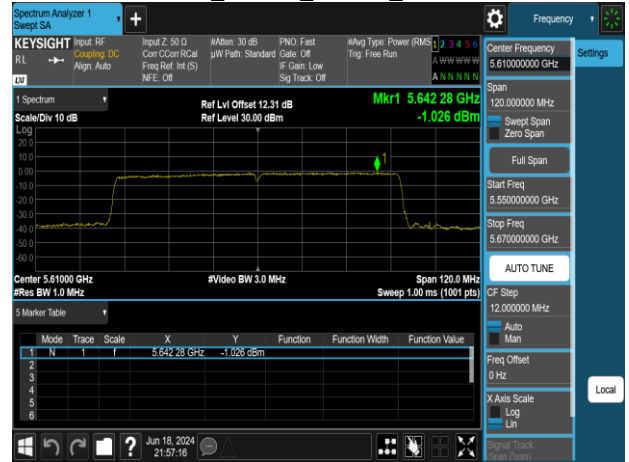 Spectrum Analyzer 1
Swept SA
+
Frequency
KEYSIGHT
RL
LXI
Input: RF
Coupling: DC
Align: Auto
Input Z: 50 Ω
Corr CCorr RCal
Freq Ref: Int (S)
NFE: Off
#Atten: 30 dB
µW Path: Standard
PNO: Fast
Gate: Off
IF Gain: Low
Sig Track: Off
#Avg Type: Power (RMS
Trig: Free Run
1 2 3 4 5 6
A W W W W W
A N N N N N
1 Spectrum
Scale/Div 10 dB
Ref Lvl Offset 12.31 dB
Ref Level 30.00 dBm
Mkr1 5.642 28 GHz
-1.026 dBm
Log
20.0
10.0
0.00
-10.0
-20.0
-30.0
-40.0
-50.0
-60.0
1
Center 5.61000 GHz
#Res BW 1.0 MHz
#Video BW 3.0 MHz
Span 120.0 MHz
Sweep 1.00 ms (1001 pts)
5 Marker Table
Mode Trace Scale X Y Function Function Width Function Value
1 N 1 f 5.642 28 GHz -1.026 dBm
2
3
4
5
6
?
Jun 18, 2024
21:57:16
Center Frequency
5.610000000 GHz
Settings
Span
120.000000 MHz
Swept Span
Zero Span
Full Span
Start Freq
5.550000000 GHz
Stop Freq
5.670000000 GHz
AUTO TUNE
CF Step
12.000000 MHz
Auto
Man
Freq Offset
0 Hz
X Axis Scale
Log
Lin
Local
Signal Track
(Span Zoom)